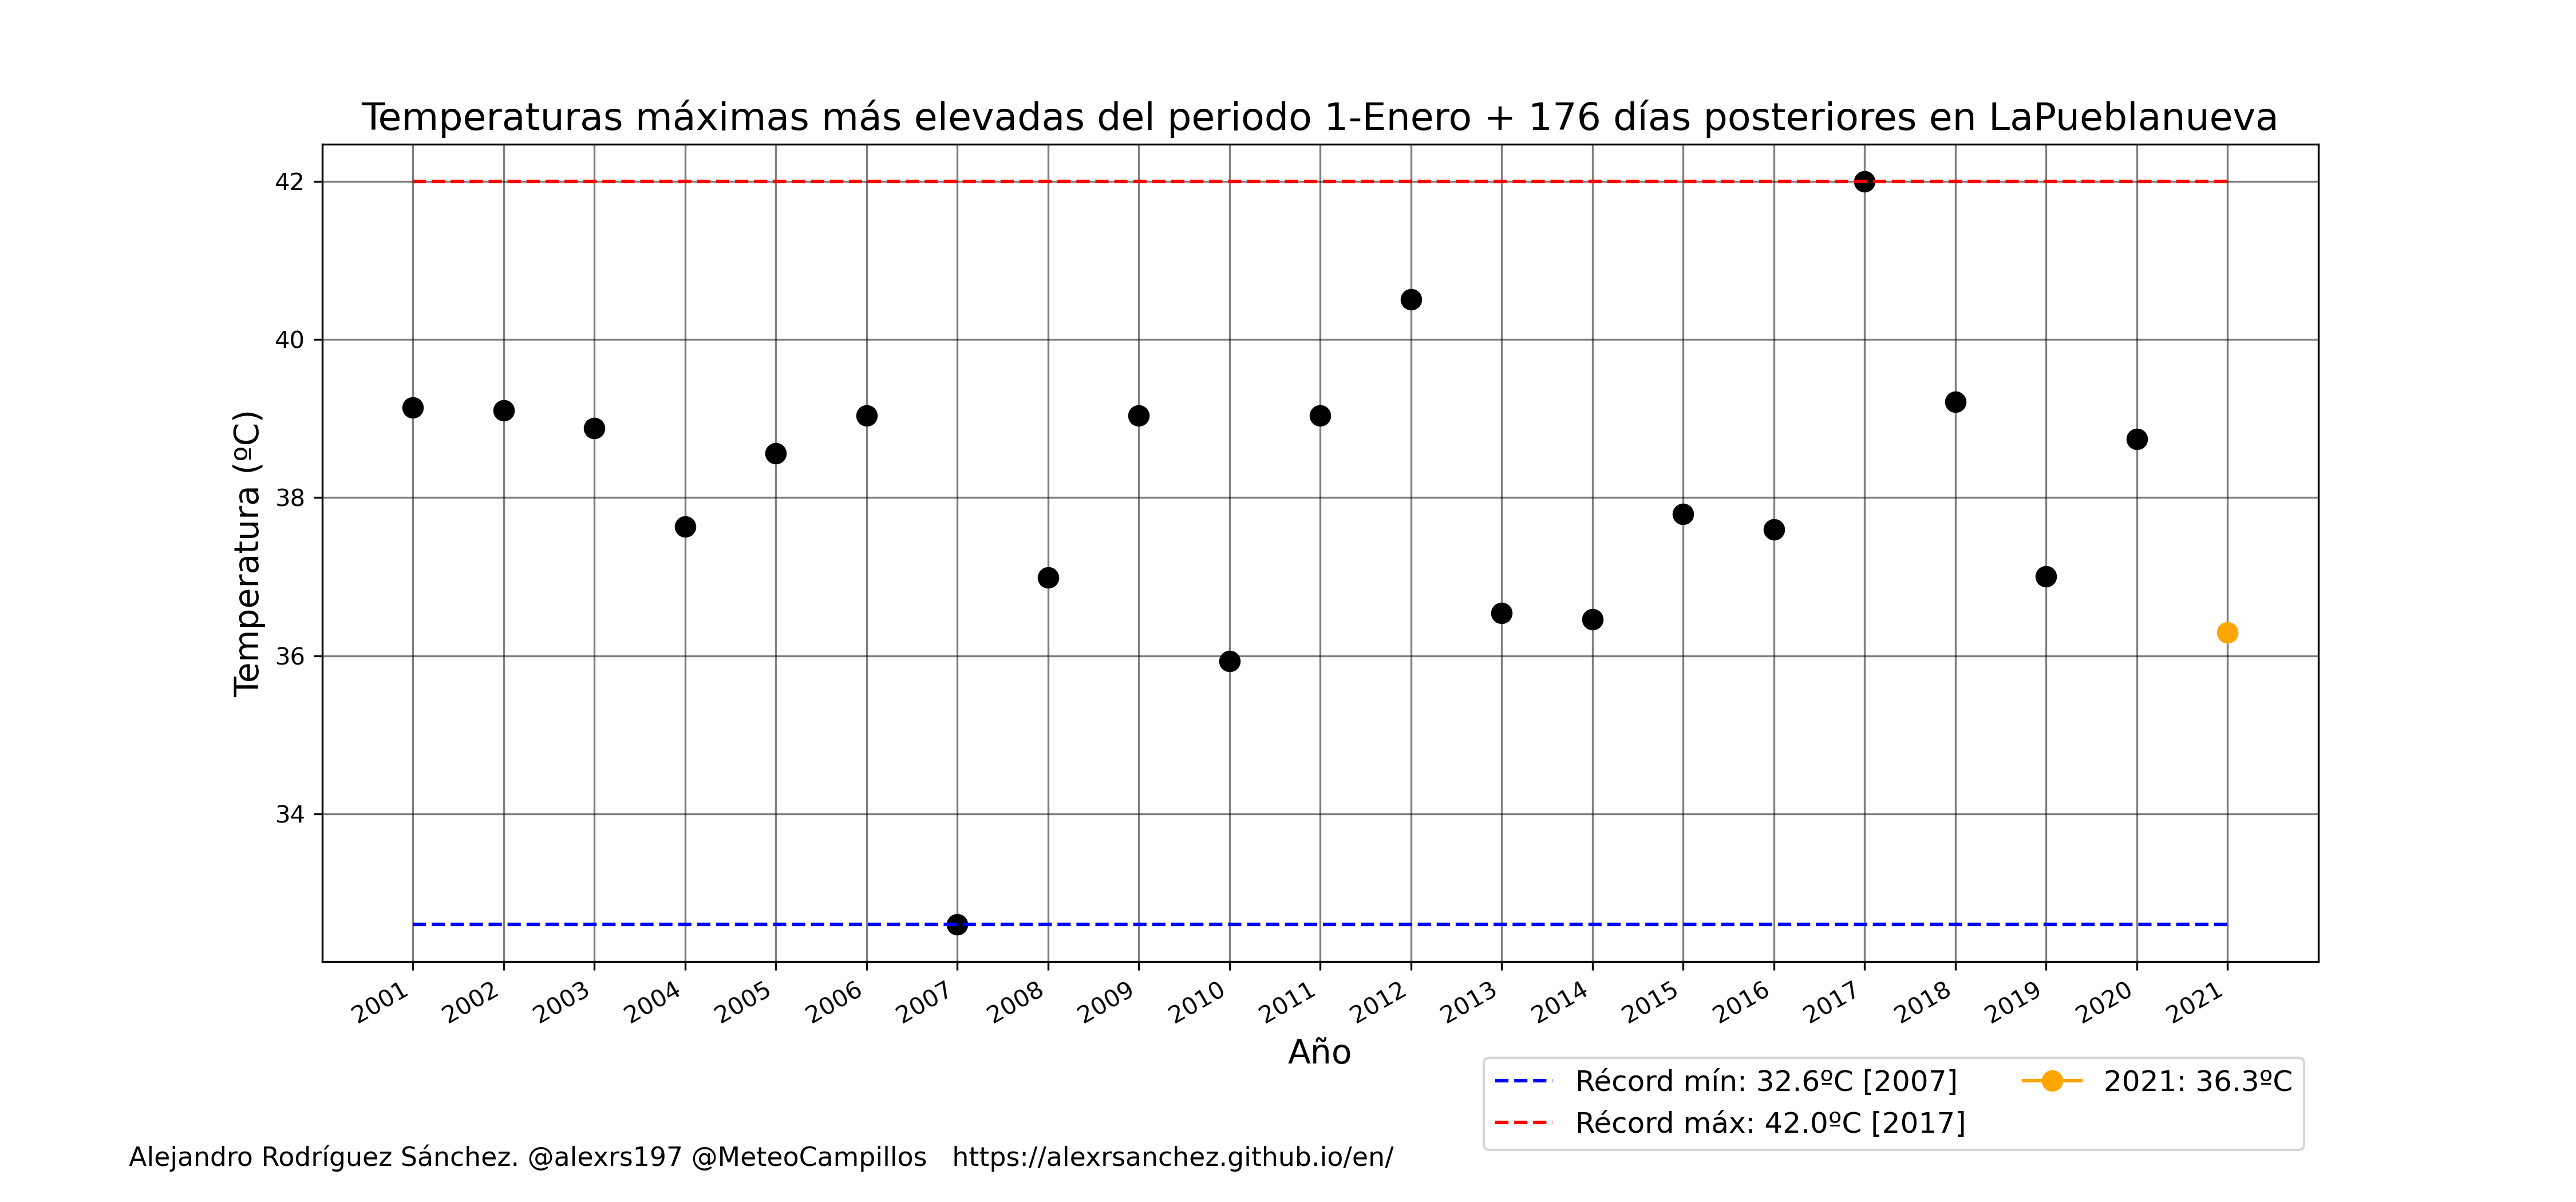 Temperaturas máximas más elevadas del periodo 1-Enero + 176 días posteriores en LaPueblanueva
Temperatura (ºC)
42
40
38
36
34
2001 2002 2003 2004 2005 2006 2007 2008 2009 2010 2011 2012 2013 2014 2015 2016 2017 2018 2019 2020 2021
Año
Récord mín: 32.6ºC [2007]
Récord máx: 42.0ºC [2017]
2021: 36.3ºC
Alejandro Rodríguez Sánchez. @alexrs197 @MeteoCampillos   https://alexrsanchez.github.io/en/